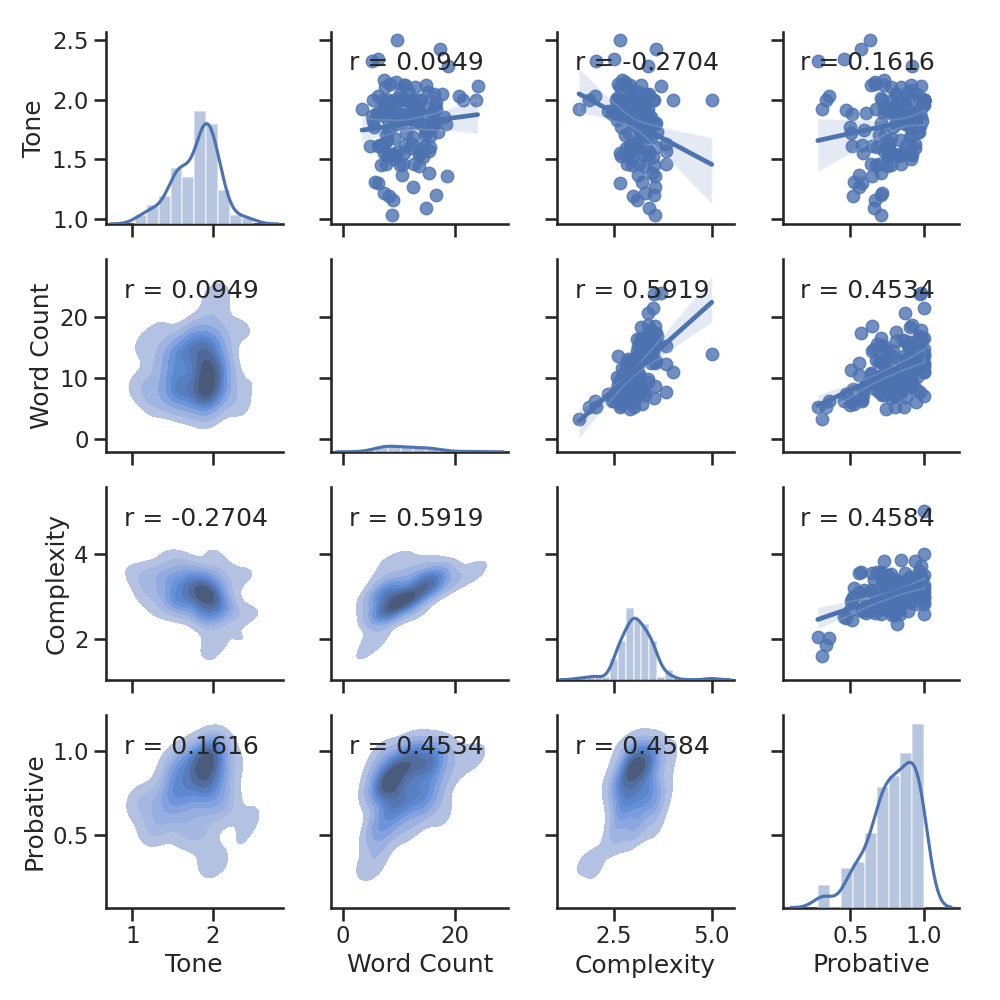 2.5
2.0
1.5
1.0
Tone
r = 0.0949
r = -0.2704
r = 0.1616
20
10
0
Word Count
r = 0.0949
r = 0.5919
r = 0.4534
4
2
Complexity
r = -0.2704
r = 0.5919
r = 0.4584
1.0
0.5
Probative
r = 0.1616
r = 0.4534
r = 0.4584
1 2 0 20 2.5 5.0 0.5 1.0
Tone Word Count Complexity Probative